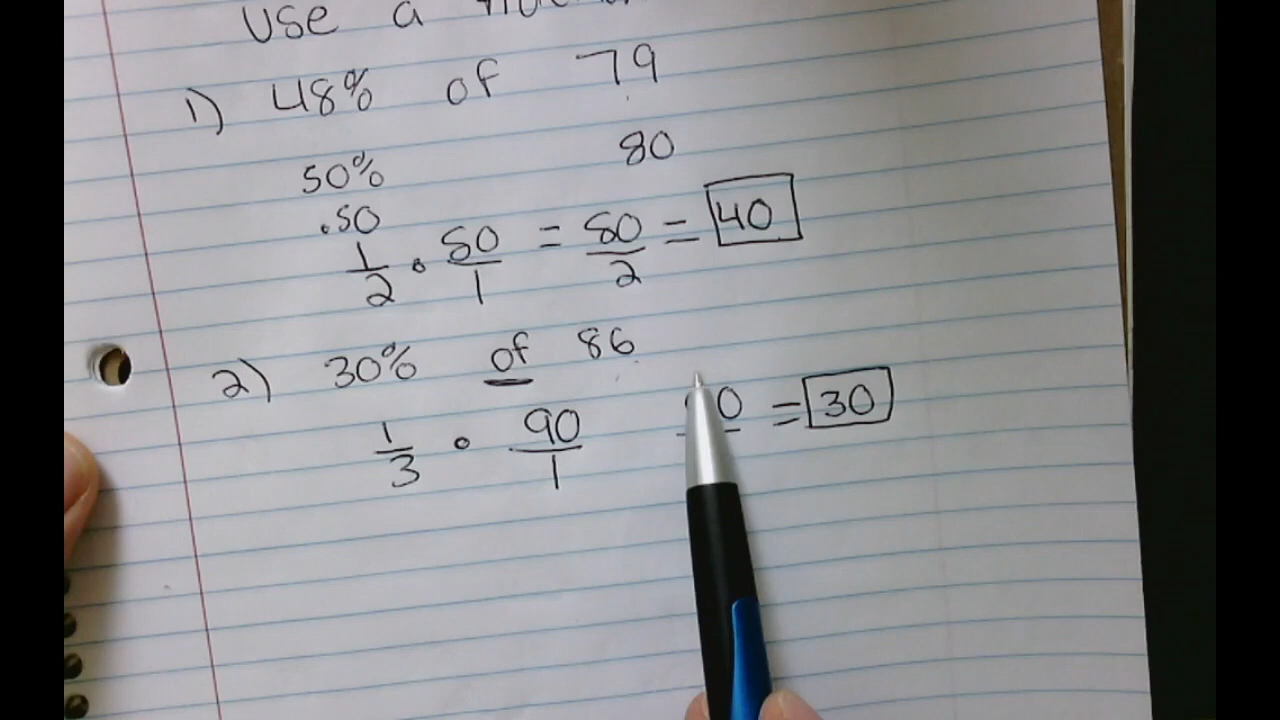 use a
1) 48% of 79
50% 80
.50
1/2 • 80/1 = 80/2 = 40
2) 30% of 86
1/3 • 90/1 = 30